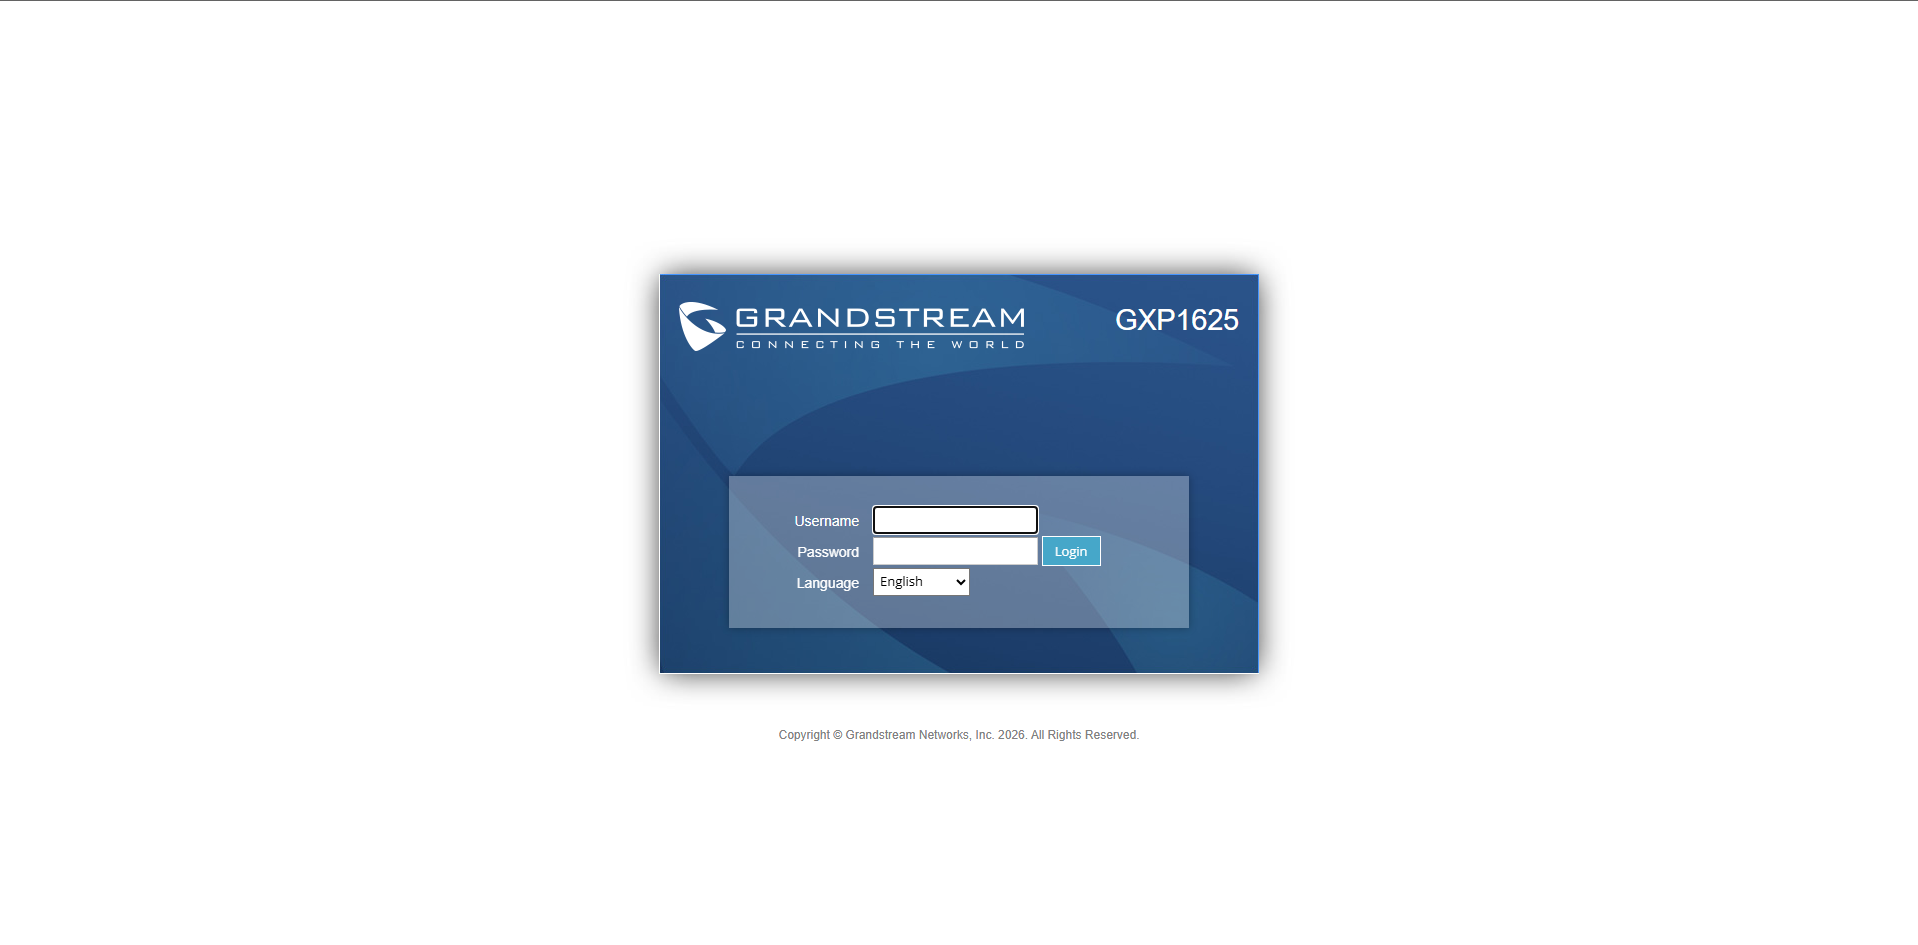 GRANDSTREAM
CONNECTING THE WORLD
GXP1625
Username
Password
Login
Language
English
Copyright © Grandstream Networks, Inc. 2026. All Rights Reserved.